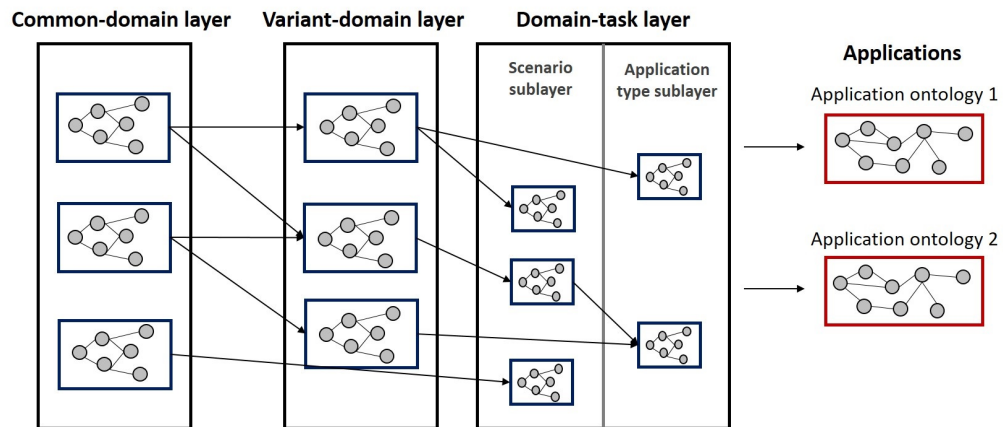 Common-domain layer
Variant-domain layer
Domain-task layer
Scenario
sublayer
Application
type sublayer
Applications
Application ontology 1
Application ontology 2